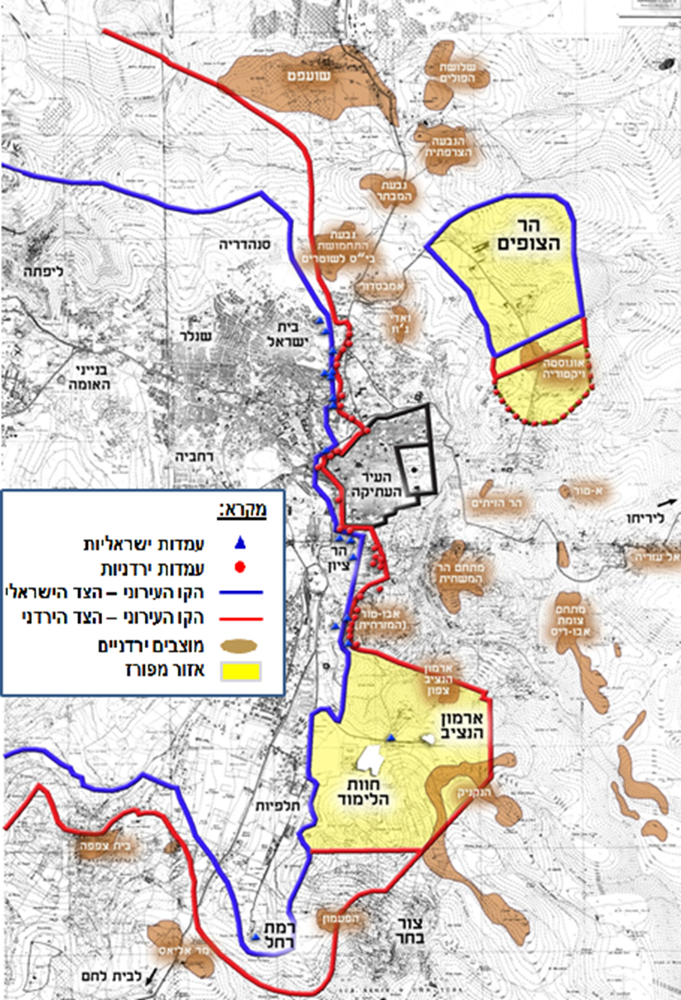 שועפט
שלושת
הפולים
הגבעה
הצרפתית
גבעת
המבתר
הר
הצופים
סנהדריה
גבעת
התחמושת
בי"ס לשוטרים
ליפתה
אמבסדור
ואדי
ג'וז
שנלר
בית
ישראל
אוגוסטה
ויקטוריה
בנייני
האומה
רחביה
העיר
העתיקה
הר הזיתים
א-טור
ליריחו
מקרא:
עמדות ישראליות
עמדות ירדניות
הקו העירוני – הצד הישראלי
הקו העירוני – הצד הירדני
מוצבים ירדניים
אזור מפורז
הר
ציון
מתחם הר
המשחית
אל עזריה
אבו-טור
(המזרחית)
מתחם
צומת
אבו-דיס
ארמון
הנציב
צפון
ארמון
הנציב
חוות
הלימוד
הנקניק
תלפיות
בית צפפה
הפעמון
צור
בחר
רמת
רחל
מר אליאס
לבית לחם